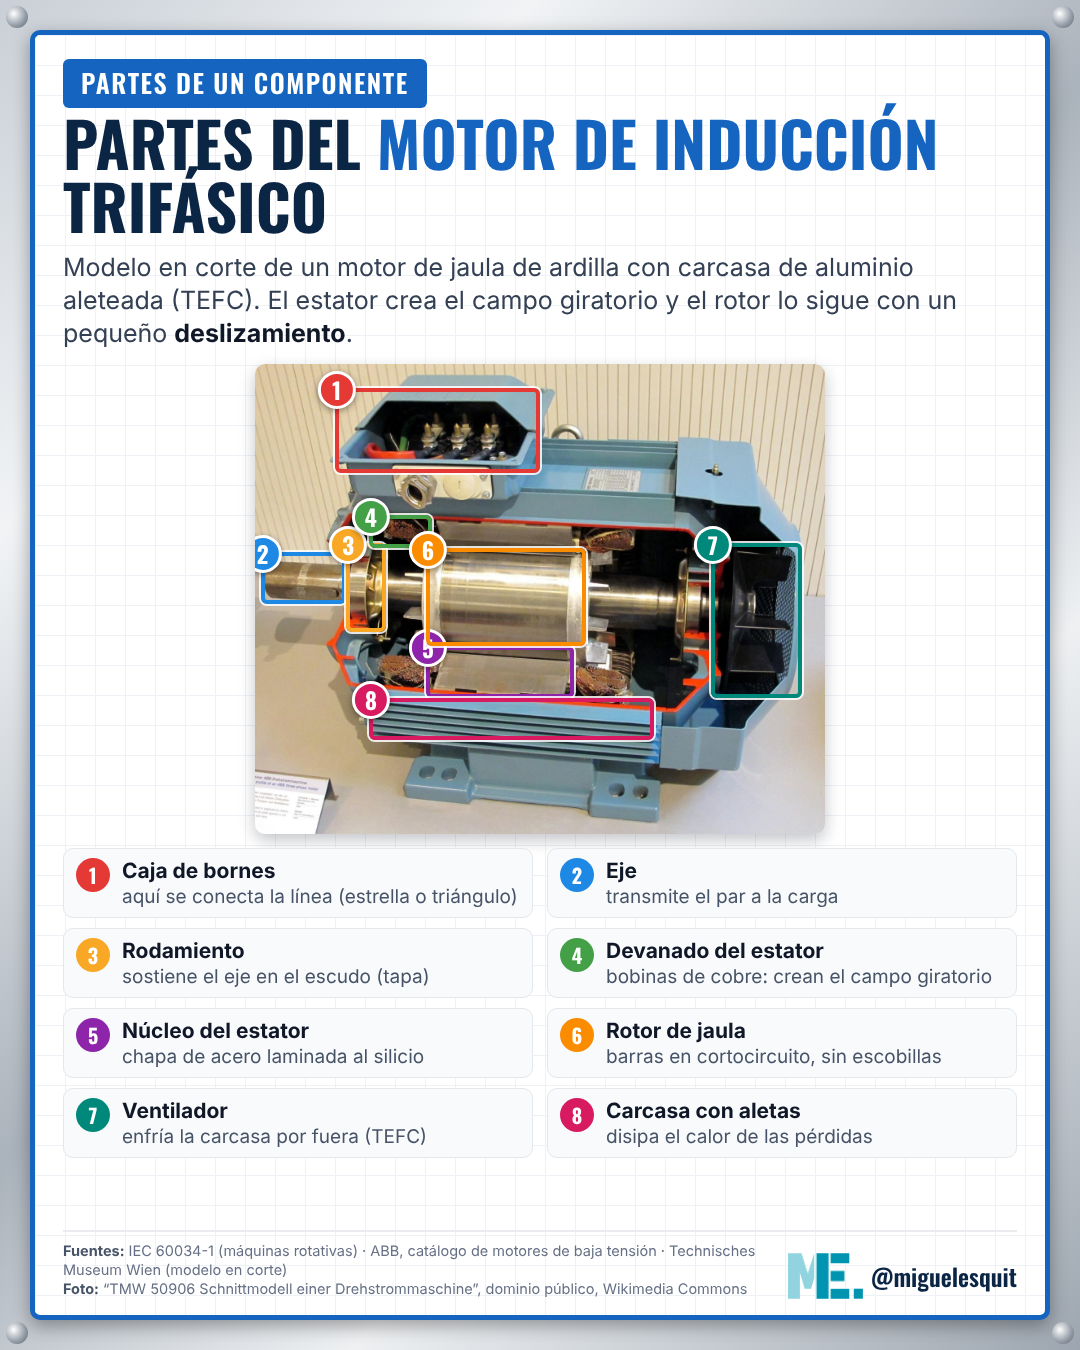 PARTES DE UN COMPONENTE
PARTES DEL MOTOR DE INDUCCIÓN
TRIFÁSICO
Modelo en corte de un motor de jaula de ardilla con carcasa de aluminio
aleteada (TEFC). El estator crea el campo giratorio y el rotor lo sigue con un
pequeño deslizamiento.
1
4
3
6
7
2
5
8
1 Caja de bornes
aquí se conecta la línea (estrella o triángulo)
2 Eje
transmite el par a la carga
3 Rodamiento
sostiene el eje en el escudo (tapa)
4 Devanado del estator
bobinas de cobre: crean el campo giratorio
5 Núcleo del estator
chapa de acero laminada al silicio
6 Rotor de jaula
barras en cortocircuito, sin escobillas
7 Ventilador
enfría la carcasa por fuera (TEFC)
8 Carcasa con aletas
disipa el calor de las pérdidas
Fuentes: IEC 60034-1 (máquinas rotativas) · ABB, catálogo de motores de baja tensión · Technisches
Museum Wien (modelo en corte)
Foto: “TMW 50906 Schnittmodell einer Drehstrommaschine”, dominio público, Wikimedia Commons
ME. @miguelesquit